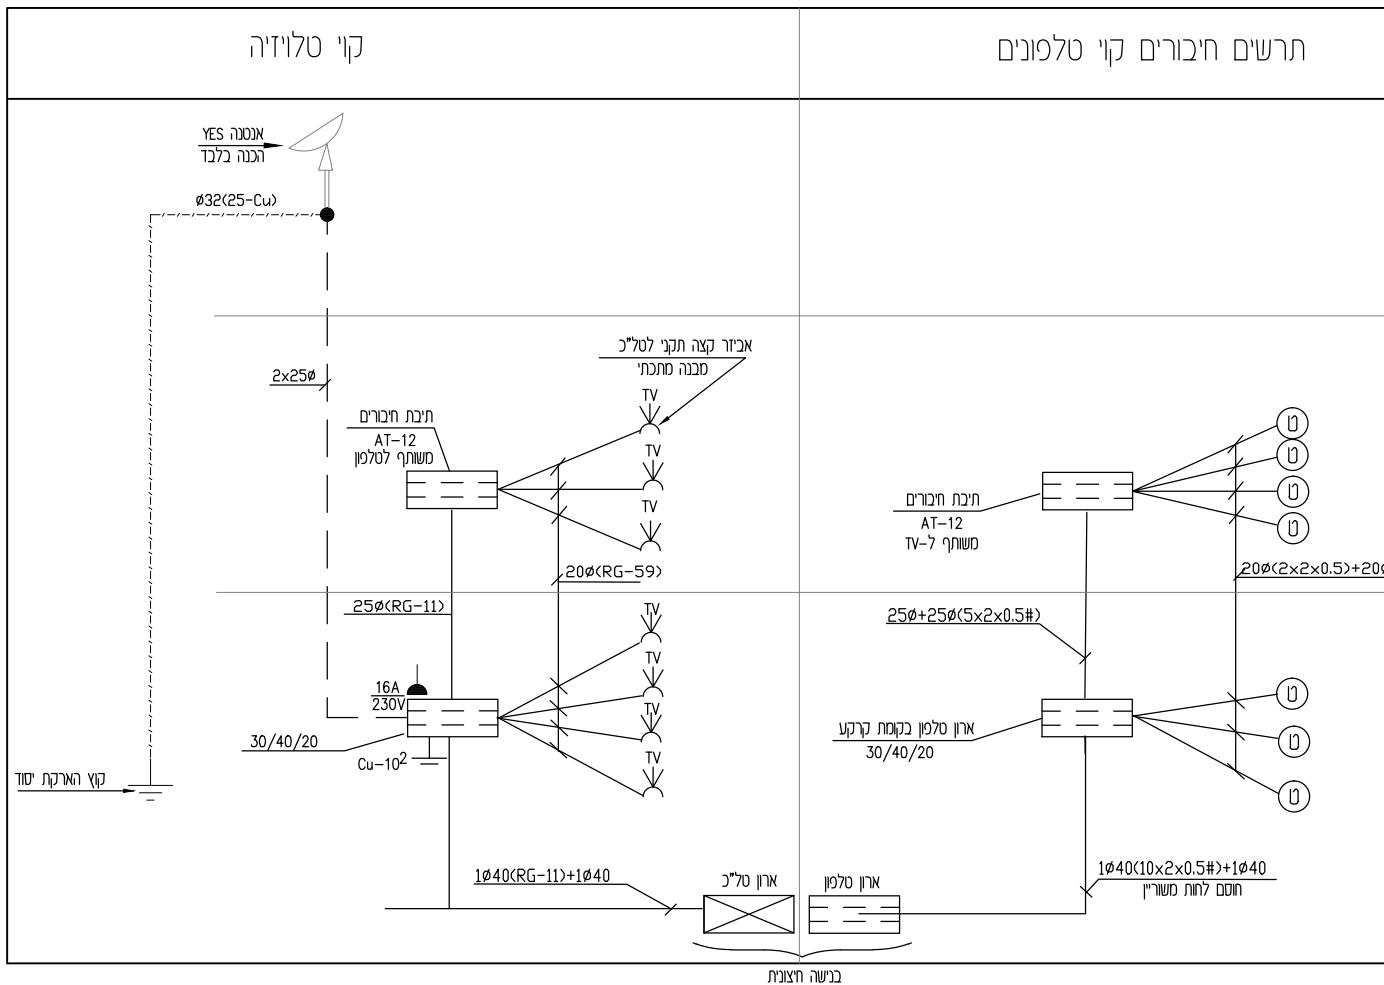 תרשים חיבורים קוי טלפונים
קוי טלויזיה
אנטנה YES
הכנה בלבד
ø32(25-Cu)
אביזר קצה תקני לטל"כ
מבנה מתכתי
2x25ø
TV
תיבת חיבורים
AT-12
משותף לטלפון
TV
TV
ט
ט
ט
ט
תיבת חיבורים
AT-12
משותף ל-TV
20ø(RG-59)
20ø(2x2x0.5)+20ø
25ø(RG-11)
25ø+25ø(5x2x0.5#)
TV
TV
TV
TV
16A
230V
30/40/20
Cu-10²
ט
ט
ט
ארון טלפון בקומת קרקע
30/40/20
קוץ הארקת יסוד
1ø40(RG-11)+1ø40
ארון טל"כ
ארון טלפון
1ø40(10x2x0.5#)+1ø40
חוסם לחות משוריין
בנישה חיצונית